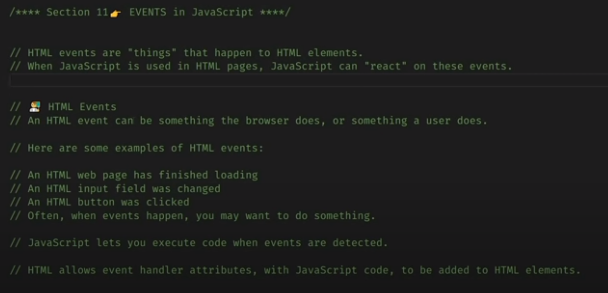 /**** Section 11👉 EVENTS in JavaScript ****/
// HTML events are "things" that happen to HTML elements.
// When JavaScript is used in HTML pages, JavaScript can "react" on these events.
// 👨‍🏫 HTML Events
// An HTML event can be something the browser does, or something a user does.
// Here are some examples of HTML events:
// An HTML web page has finished loading
// An HTML input field was changed
// An HTML button was clicked
// Often, when events happen, you may want to do something.
// JavaScript lets you execute code when events are detected.
// HTML allows event handler attributes, with JavaScript code, to be added to HTML elements.